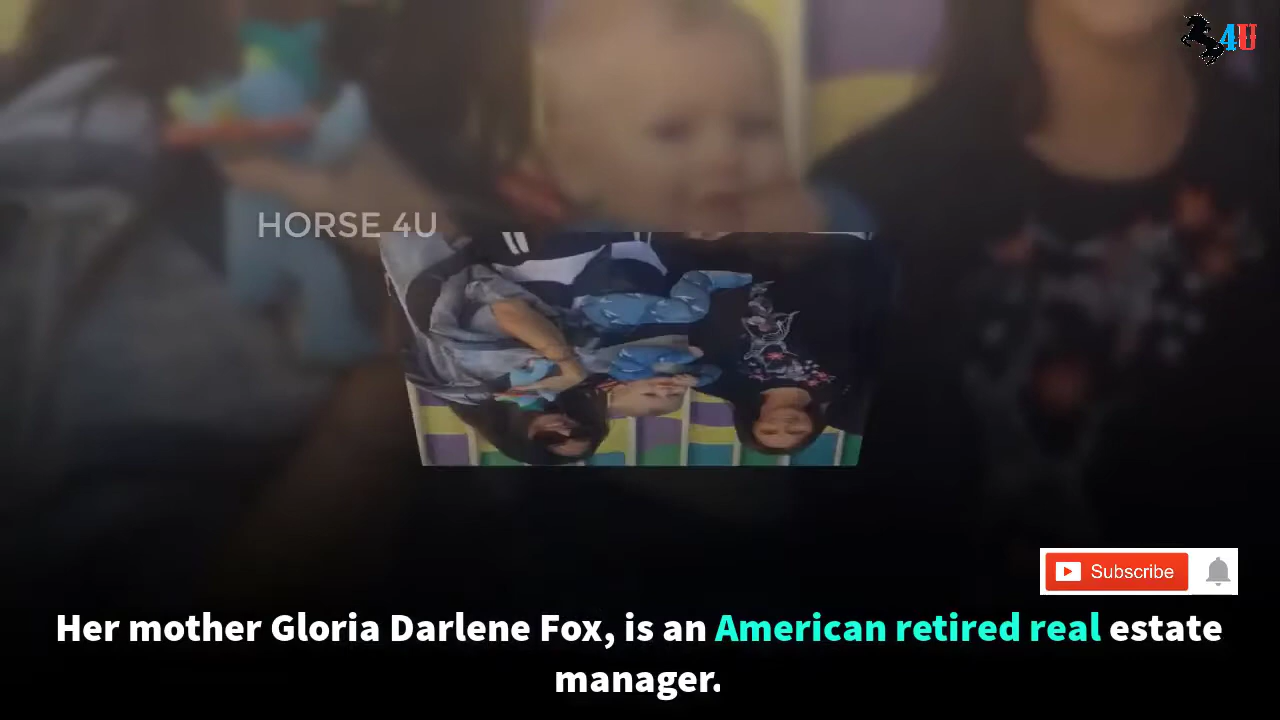 4U
HORSE 4U
Subscribe
Her mother Gloria Darlene Fox, is an American retired real estate
manager.